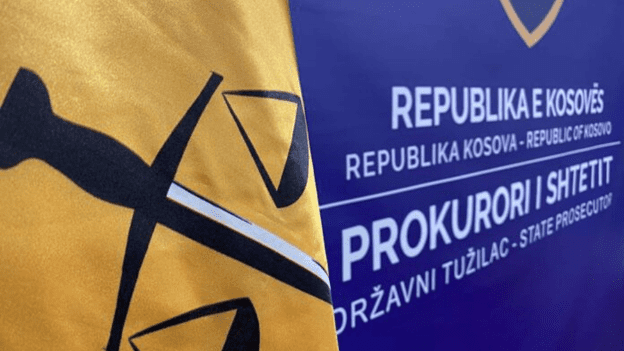 REPUBLIKA E KOSOVËS
REPUBLIKA KOSOVA - REPUBLIC OF KOSOVO
PROKURORI I SHTETIT
DRŽAVNI TUŽILAC - STATE PROSECUTOR